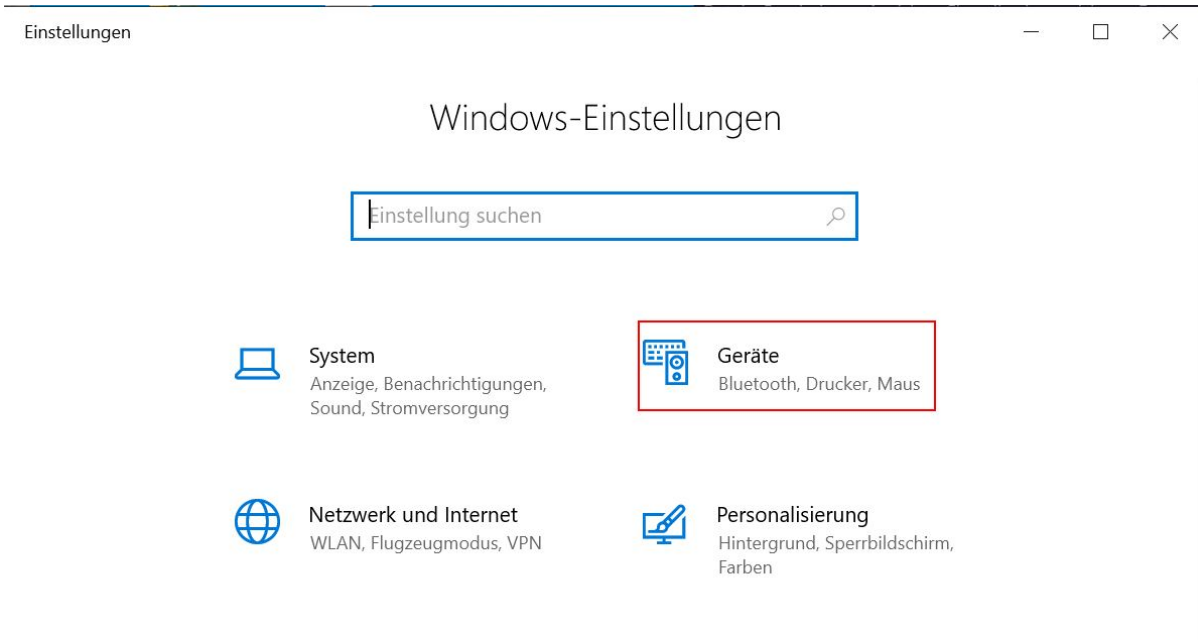 Einstellungen
Windows-Einstellungen
Einstellung suchen
System
Anzeige, Benachrichtigungen,
Sound, Stromversorgung
Geräte
Bluetooth, Drucker, Maus
Netzwerk und Internet
WLAN, Flugzeugmodus, VPN
Personalisierung
Hintergrund, Sperrbildschirm,
Farben